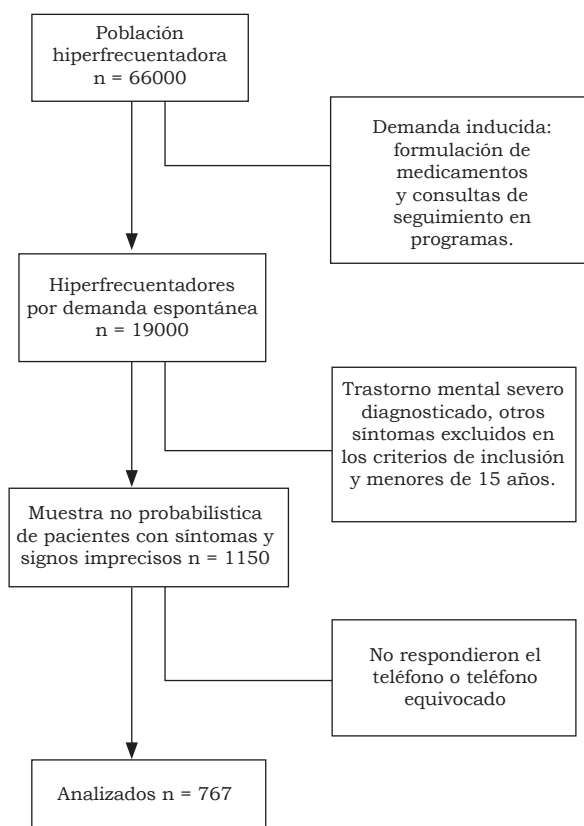 Población
hiperfrecuentadora
n = 66000
Demanda inducida:
formulación de
medicamentos
y consultas de
seguimiento en
programas.
Hiperfrecuentadores
por demanda espontánea
n = 19000
Trastorno mental severo
diagnosticado, otros
síntomas excluidos en
los criterios de inclusión
y menores de 15 años.
Muestra no probabilística
de pacientes con síntomas y
signos imprecisos n = 1150
No respondieron el
teléfono o teléfono
equivocado
Analizados n = 767